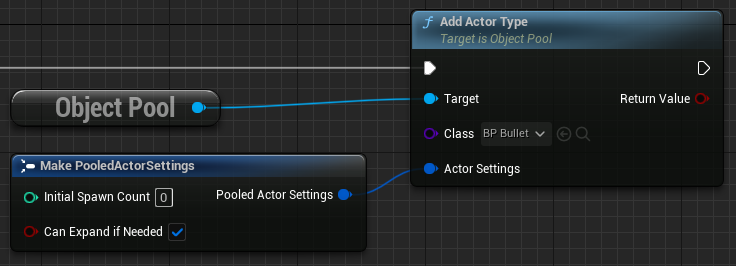 Add Actor Type
Target is Object Pool
Object Pool
Target
Return Value
Class
BP Bullet
Make PooledActorSettings
Actor Settings
Initial Spawn Count
0
Pooled Actor Settings
Can Expand if Needed